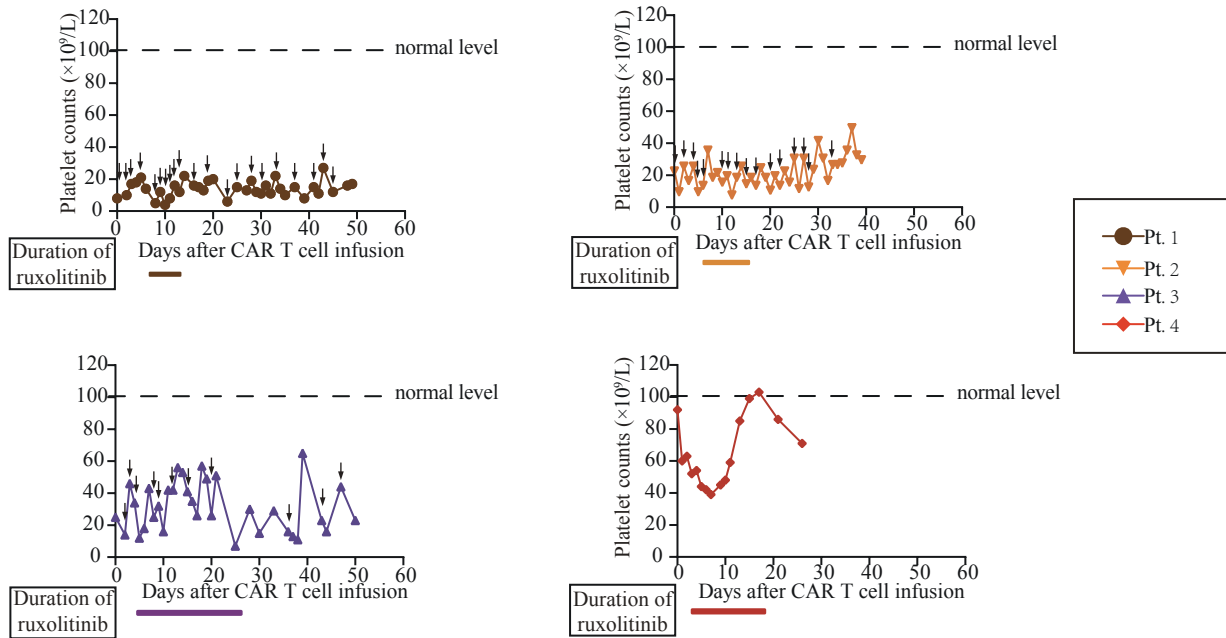 120
100
80
60
40
20
0
Platelet counts (×10⁹/L)
normal level
0 10 20 30 40 50 60
Days after CAR T cell infusion
Duration of
ruxolitinib
120
100
80
60
40
20
0
Platelet counts (×10⁹/L)
normal level
0 10 20 30 40 50 60
Days after CAR T cell infusion
Duration of
ruxolitinib
Pt. 1
Pt. 2
Pt. 3
Pt. 4
120
100
80
60
40
20
0
normal level
0 10 20 30 40 50 60
Days after CAR T cell infusion
Duration of
ruxolitinib
120
100
80
60
40
20
0
Platelet counts (×10⁹/L)
normal level
0 10 20 30 40 50 60
Days after CAR T cell infusion
Duration of
ruxolitinib